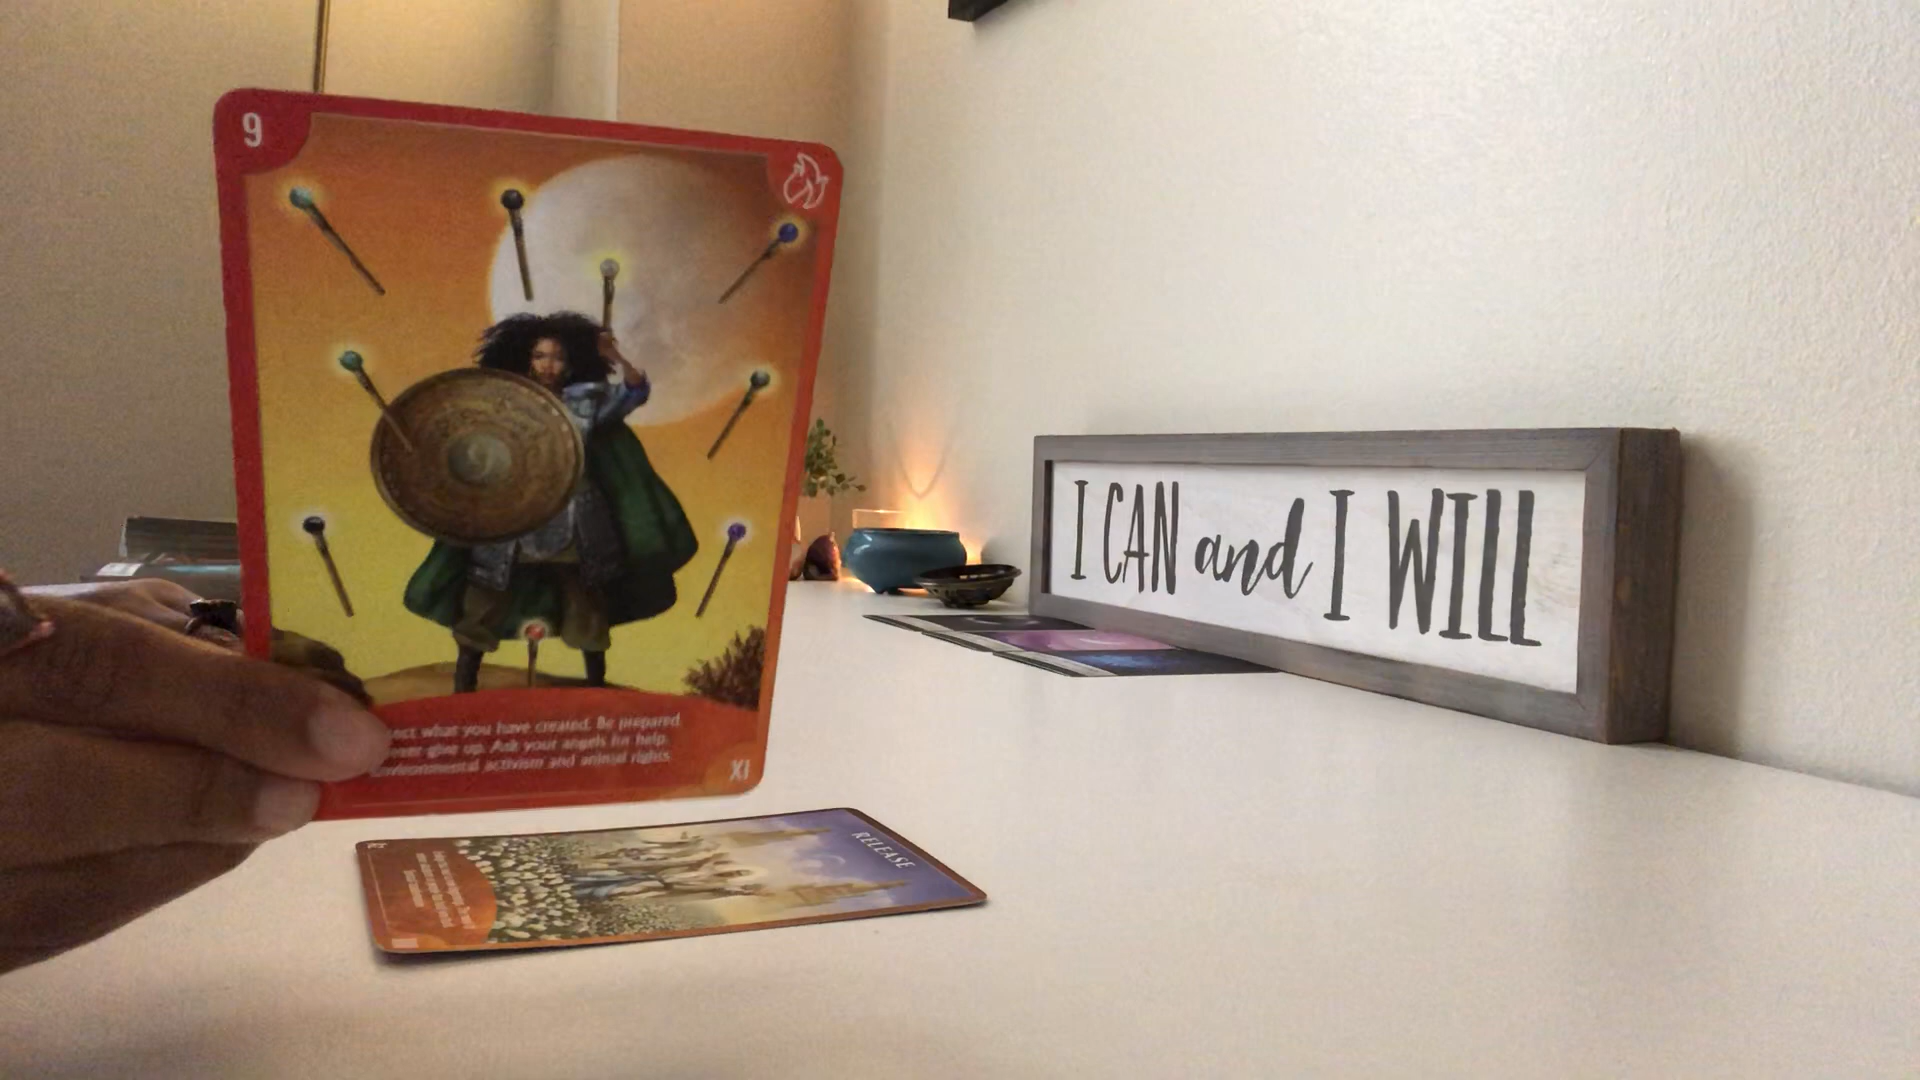 9
what you have created. Be prepared
give up. Ask your angels for help.
Environmental activism and animal rights.
XI
RELEASE
I CAN and I WILL